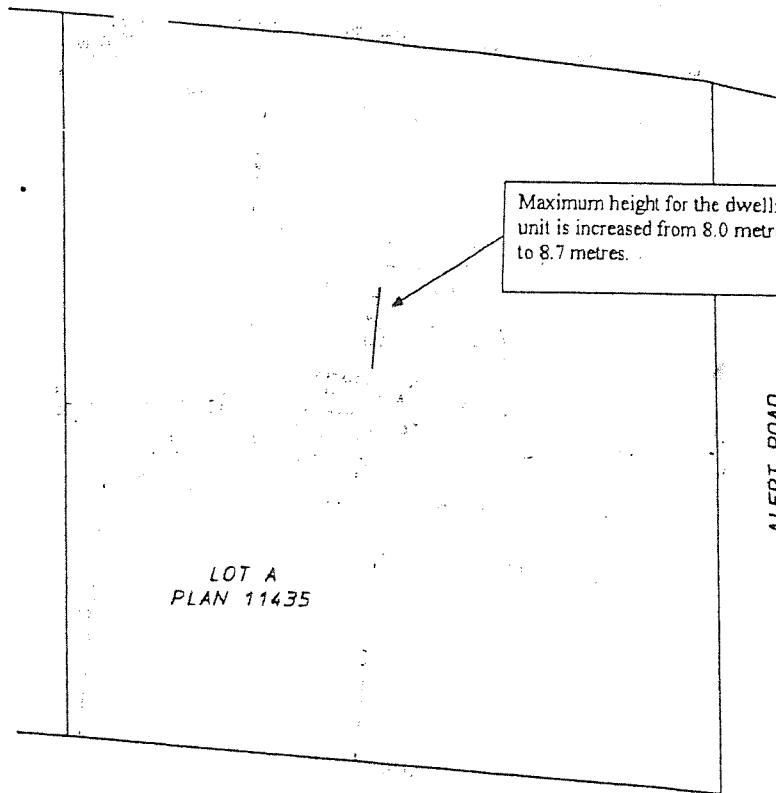 Maximum height for the dwell
unit is increased from 8.0 metr
to 8.7 metres.
ALERT ROAD
LOT A
PLAN 11435